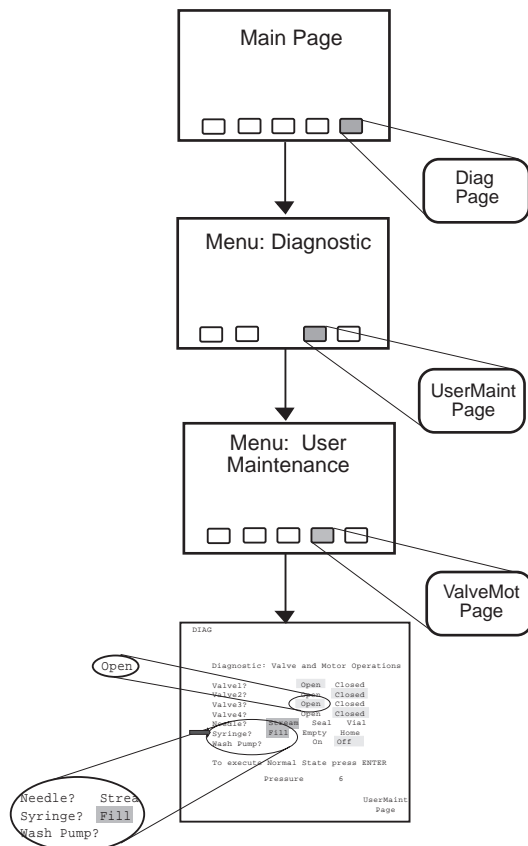 Main Page
Diag
Page
Menu: Diagnostic
UserMaint
Page
Menu: User
Maintenance
ValveMot
Page
DIAG
Open
Diagnostic: Valve and Motor Operations
Valve1? Open Closed
Valve2? Open Closed
Valve3? Open Closed
Valve4? Open Closed
Needle? Stream Seal Vial
Syringe? Fill Empty Home
Wash Pump? On Off
To execute Normal State press ENTER
Pressure 6
UserMaint
Page
Needle? Strea
Syringe? Fill
Wash Pump?